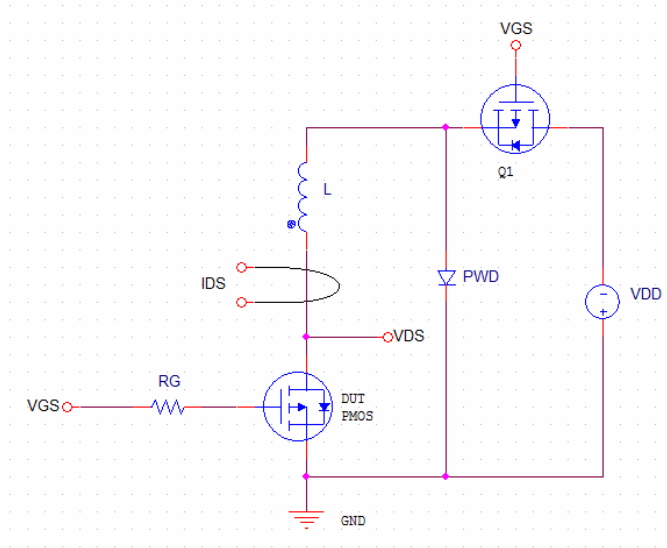 VGS
Q1
L
IDS
PWD
VDD
VDS
RG
DUT
VGS
PMOS
GND